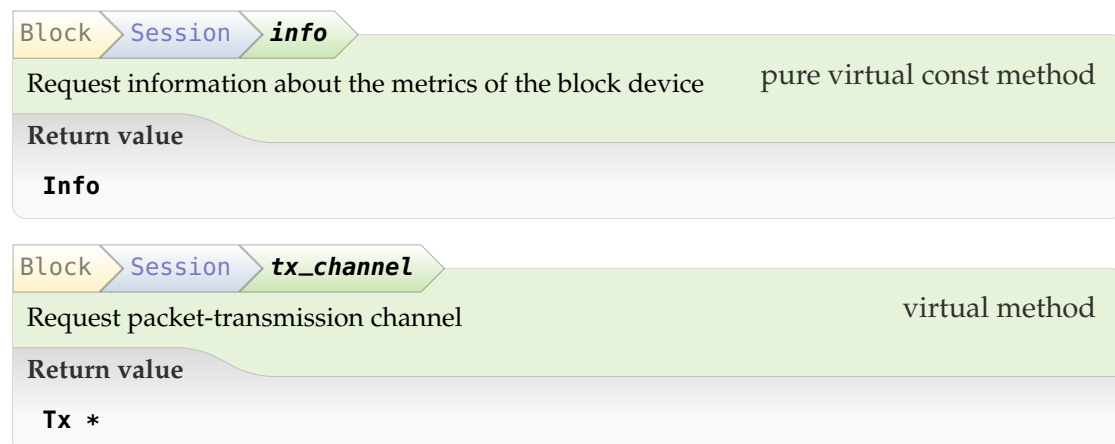 Block Session info
Request information about the metrics of the block device pure virtual const method
Return value
Info
Block Session tx_channel
Request packet-transmission channel virtual method
Return value
Tx *